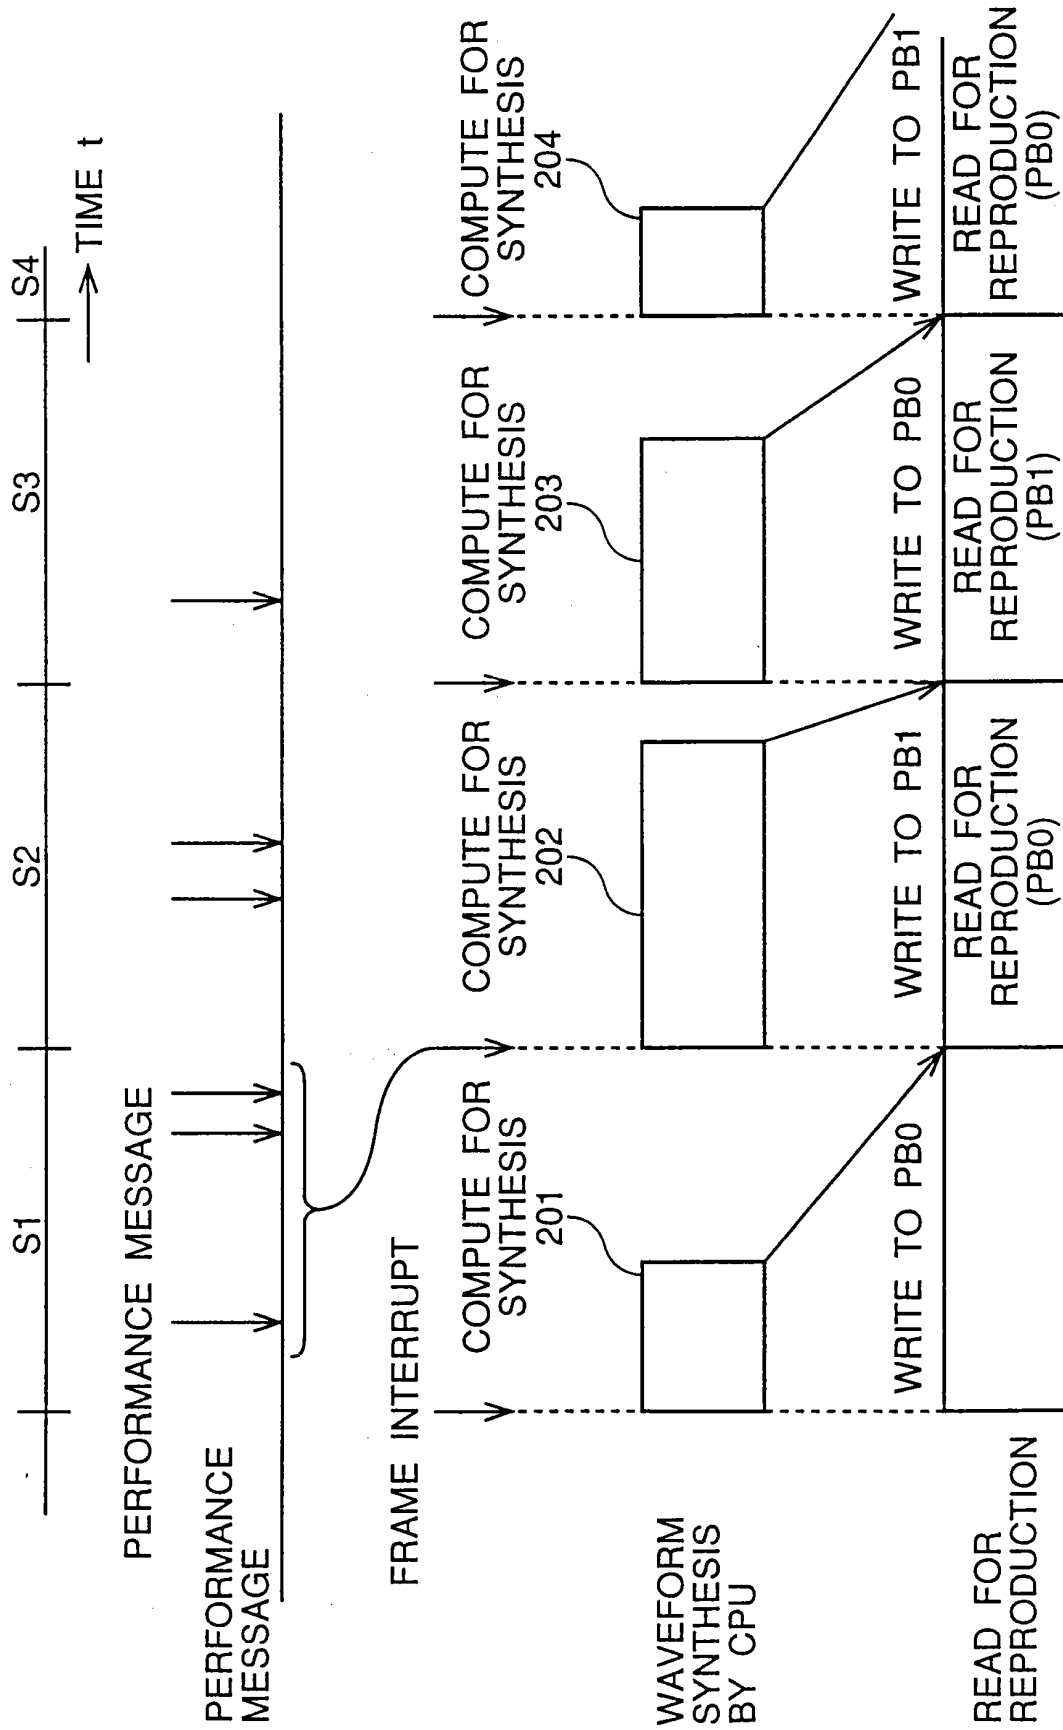 S1
S2
S3
S4
TIME t
PERFORMANCE MESSAGE
PERFORMANCE
MESSAGE
FRAME INTERRUPT
COMPUTE FOR
SYNTHESIS
201
COMPUTE FOR
SYNTHESIS
202
COMPUTE FOR
SYNTHESIS
203
COMPUTE FOR
SYNTHESIS
204
WAVEFORM
SYNTHESIS
BY CPU
WRITE TO PB0
WRITE TO PB1
WRITE TO PB0
WRITE TO PB1
READ FOR
REPRODUCTION
READ FOR
REPRODUCTION
(PB0)
READ FOR
REPRODUCTION
(PB1)
READ FOR
REPRODUCTION
(PB0)